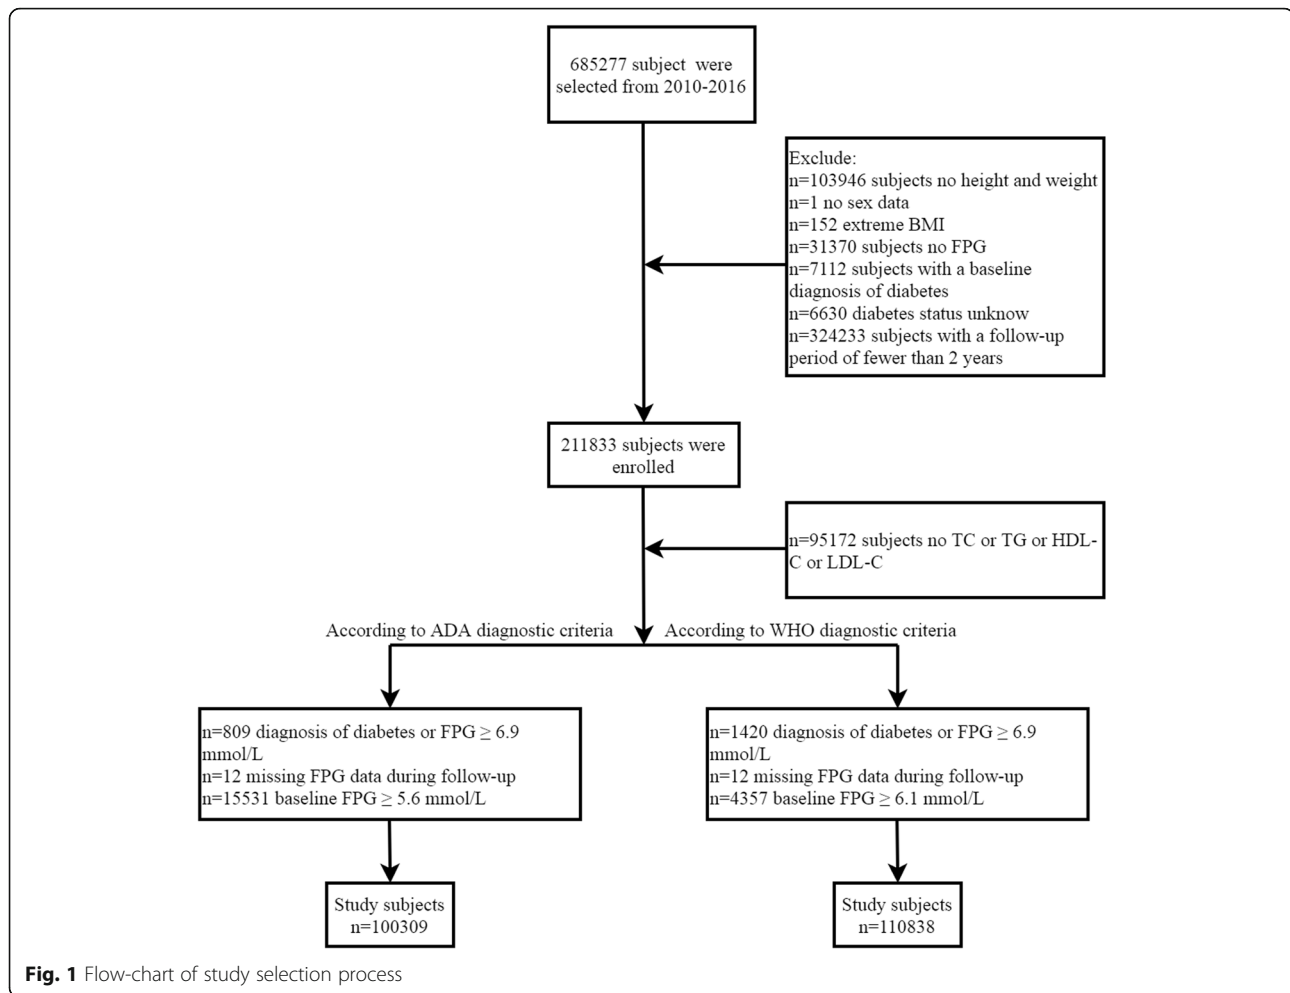 685277 subject were
selected from 2010-2016
Exclude:
n=103946 subjects no height and weight
n=1 no sex data
n=152 extreme BMI
n=31370 subjects no FPG
n=7112 subjects with a baseline
diagnosis of diabetes
n=6630 diabetes status unknow
n=324233 subjects with a follow-up
period of fewer than 2 years
211833 subjects were
enrolled
n=95172 subjects no TC or TG or HDL-
C or LDL-C
According to ADA diagnostic criteria
According to WHO diagnostic criteria
n=809 diagnosis of diabetes or FPG ≥ 6.9
mmol/L
n=12 missing FPG data during follow-up
n=15531 baseline FPG ≥ 5.6 mmol/L
n=1420 diagnosis of diabetes or FPG ≥ 6.9
mmol/L
n=12 missing FPG data during follow-up
n=4357 baseline FPG ≥ 6.1 mmol/L
Study subjects
n=100309
Study subjects
n=110838
Fig. 1 Flow-chart of study selection process